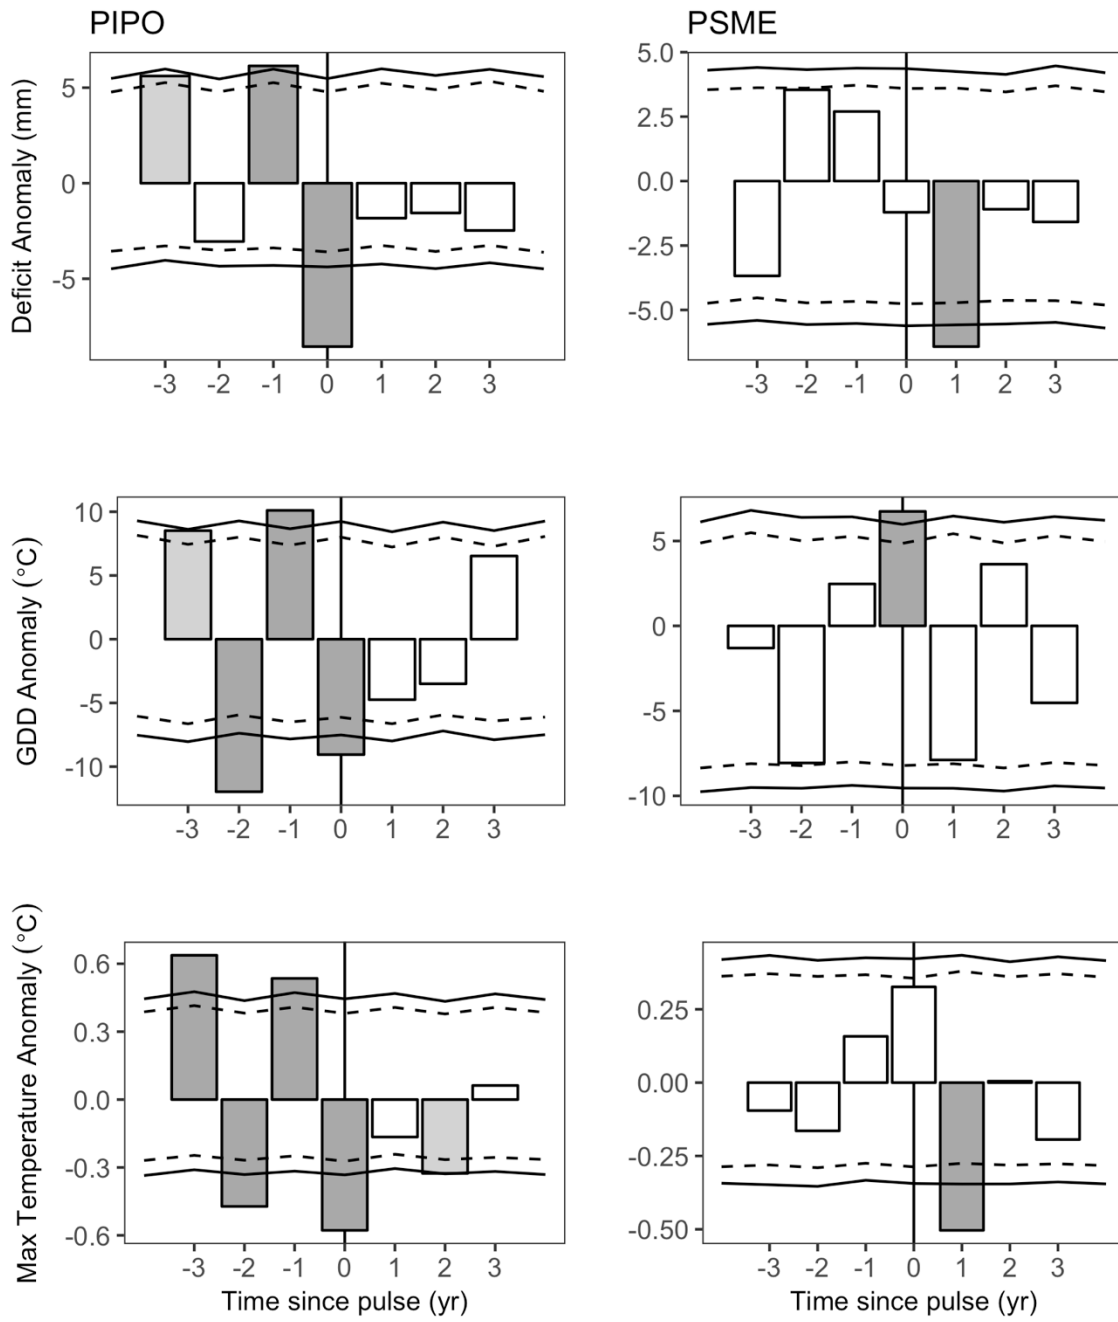 PIPO
PSME
Deficit Anomaly (mm)
5
0
-5
-3 -2 -1 0 1 2 3
5.0
2.5
0.0
-2.5
-5.0
-3 -2 -1 0 1 2 3
GDD Anomaly (°C)
10
5
0
-5
-10
-3 -2 -1 0 1 2 3
5
0
-5
-10
-3 -2 -1 0 1 2 3
Max Temperature Anomaly (°C)
0.6
0.3
0.0
-0.3
-0.6
-3 -2 -1 0 1 2 3
Time since pulse (yr)
0.25
0.00
-0.25
-0.50
-3 -2 -1 0 1 2 3
Time since pulse (yr)